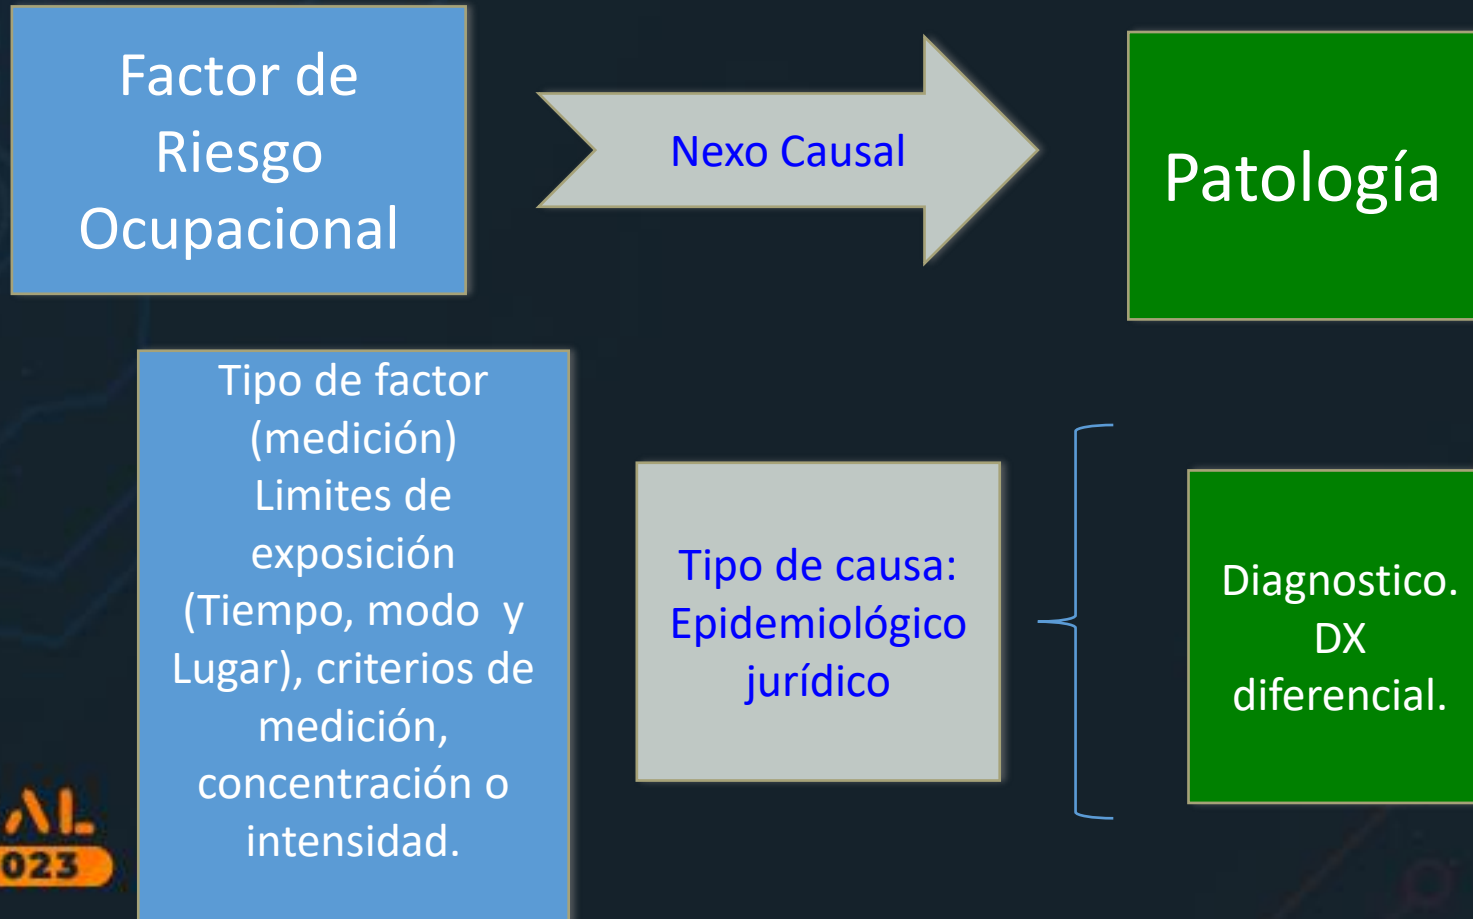 Factor de
Riesgo
Ocupacional
Nexo Causal
Patología
Tipo de factor
(medición)
Limites de
exposición
(Tiempo, modo y
Lugar), criterios de
medición,
concentración o
intensidad.
Tipo de causa:
Epidemiológico
jurídico
Diagnostico.
DX
diferencial.
AL
023